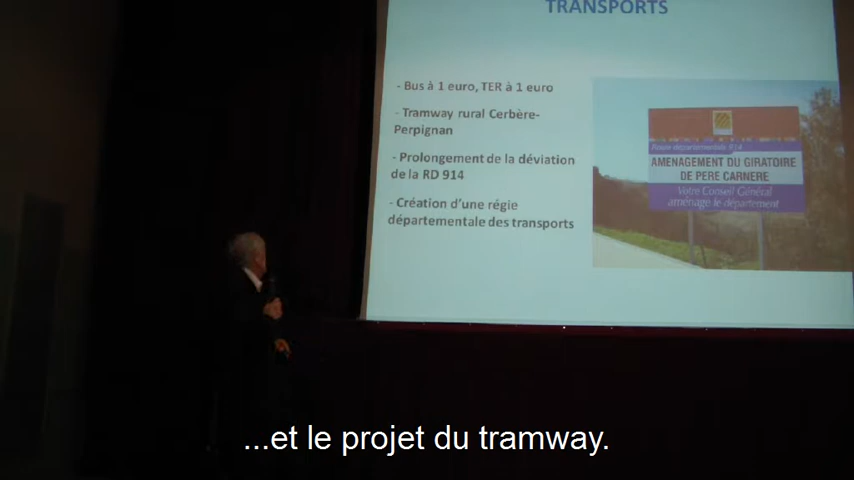 TRANSPORTS
- Bus à 1 euro, TER à 1 euro
- Tramway rural Cerbère-
Perpignan
- Prolongement de la déviation
de la RD 914
- Création d'une régie
départementale des transports
Route départementale 914
AMENAGEMENT DU GIRATOIRE
DE PERE CARNERE
Votre Conseil Général
aménage le département
...et le projet du tramway.